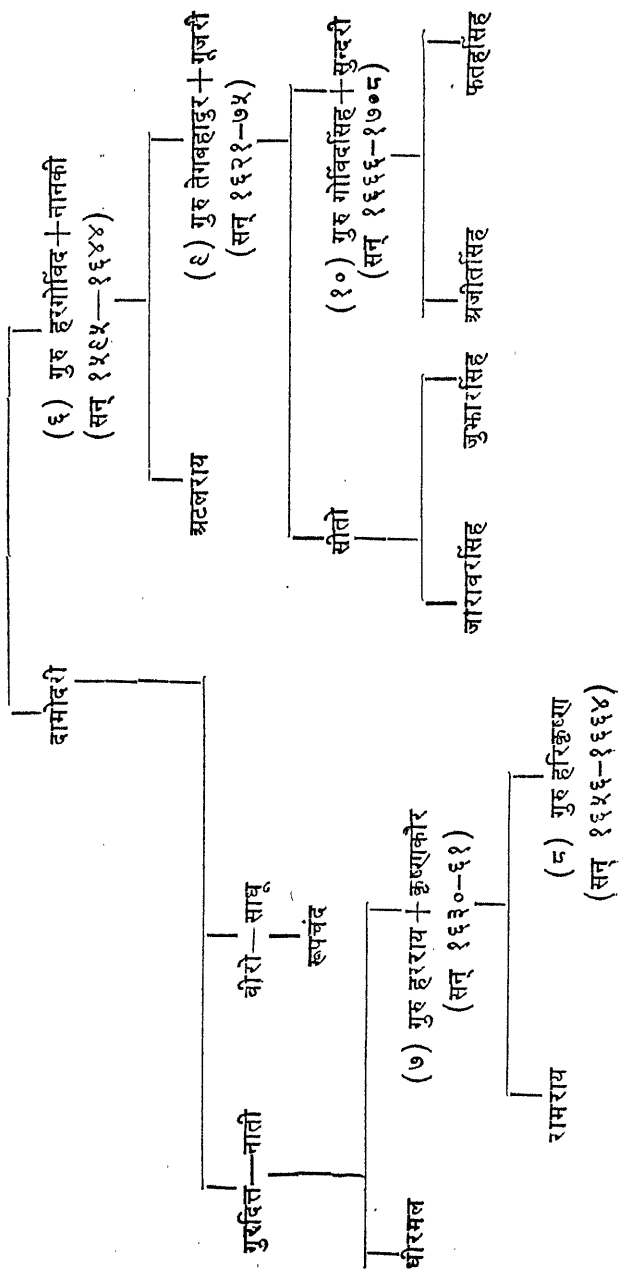 दामोदरी
(६) गुरु हरगोविंद+नानकी
(सन् १५९५—१६४४)
गुरुदित्त—नाती
वीरो—साधू
रूपचंद
अटलराय
(९) गुरु तेगबहादुर+गूजरी
(सन् १६२१–७५)
धीरमल
(७) गुरु हरराय+कृष्णकौर
(सन् १६३०–६१)
सीतो
(१०) गुरु गोविंदसिंह+सुन्दरी
(सन् १६६६–१७०८)
रामराय
(८) गुरु हरिकृष्ण
(सन् १६५६–१६६४)
जोरावरसिंह
जुझारसिंह
अजीतसिंह
फतहसिंह